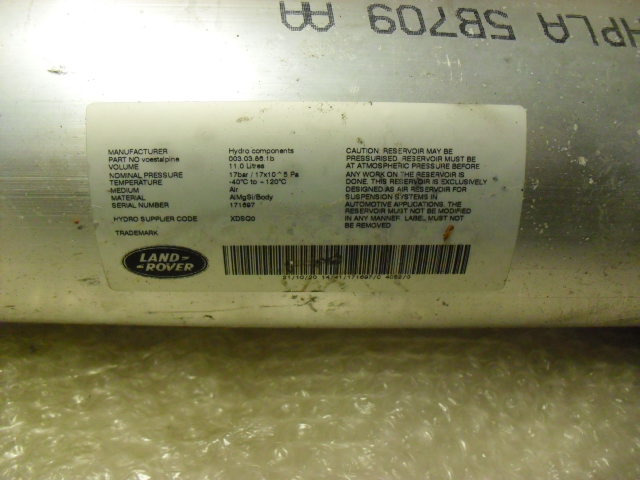 HPLA 5B709 AA
MANUFACTURER Hydro components
PART NO voestalpine 003.03.86.1b
VOLUME 11.0 Litres
NOMINAL PRESSURE 17bar / 17x10^5 Pa
TEMPERATURE -40°C to +120°C
MEDIUM Air
MATERIAL AlMgSi/Body
SERIAL NUMBER 171697
HYDRO SUPPLIER CODE XDSG0
TRADEMARK
LAND ROVER
CAUTION: RESERVOIR MAY BE
PRESSURISED. RESERVOIR MUST BE
AT ATMOSPHERIC PRESSURE BEFORE
ANY WORK ON THE RESERVOIR IS
DONE. THIS RESERVOIR IS EXCLUSIVELY
DESIGNED AS AIR RESERVOIR FOR
SUSPENSION SYSTEMS IN
AUTOMOTIVE APPLICATIONS. THE
RESERVOIR MUST NOT BE MODIFIED
IN ANY MANNER. LABEL MUST NOT
BE REMOVED